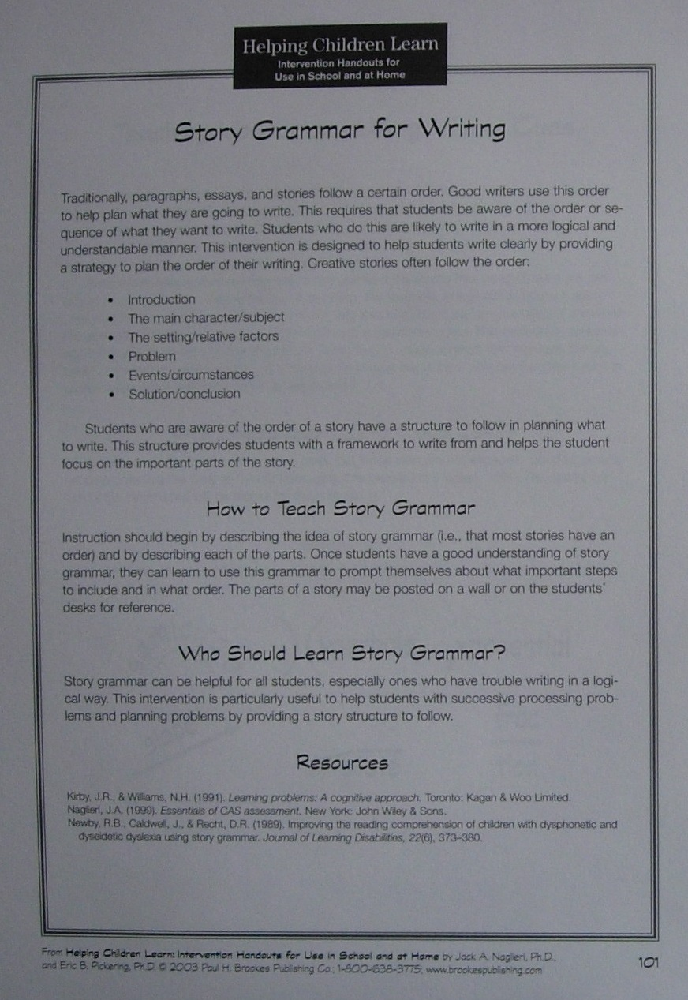 Helping Children Learn
Intervention Handouts for
Use in School and at Home
Story Grammar for Writing
Traditionally, paragraphs, essays, and stories follow a certain order. Good writers use this order
to help plan what they are going to write. This requires that students be aware of the order or se-
quence of what they want to write. Students who do this are likely to write in a more logical and
understandable manner. This intervention is designed to help students write clearly by providing
a strategy to plan the order of their writing. Creative stories often follow the order:
• Introduction
• The main character/subject
• The setting/relative factors
• Problem
• Events/circumstances
• Solution/conclusion
Students who are aware of the order of a story have a structure to follow in planning what
to write. This structure provides students with a framework to write from and helps the student
focus on the important parts of the story.
How to Teach Story Grammar
Instruction should begin by describing the idea of story grammar (i.e., that most stories have an
order) and by describing each of the parts. Once students have a good understanding of story
grammar, they can learn to use this grammar to prompt themselves about what important steps
to include and in what order. The parts of a story may be posted on a wall or on the students'
desks for reference.
Who Should Learn Story Grammar?
Story grammar can be helpful for all students, especially ones who have trouble writing in a logi-
cal way. This intervention is particularly useful to help students with successive processing prob-
lems and planning problems by providing a story structure to follow.
Resources
Kirby, J.R., & Williams, N.H. (1991). Learning problems: A cognitive approach. Toronto: Kagan & Woo Limited.
Naglieri, J.A. (1999). Essentials of CAS assessment. New York: John Wiley & Sons.
Newby, R.B., Caldwell, J., & Recht, D.R. (1989). Improving the reading comprehension of children with dysphonetic and
dyseidetic dyslexia using story grammar. Journal of Learning Disabilities, 22(6), 373–380.
From Helping Children Learn: Intervention Handouts for Use in School and at Home by Jack A. Naglieri, Ph.D.,
and Eric B. Pickering, Ph.D. © 2003 Paul H. Brookes Publishing Co.; 1-800-638-3775; www.brookespublishing.com
101